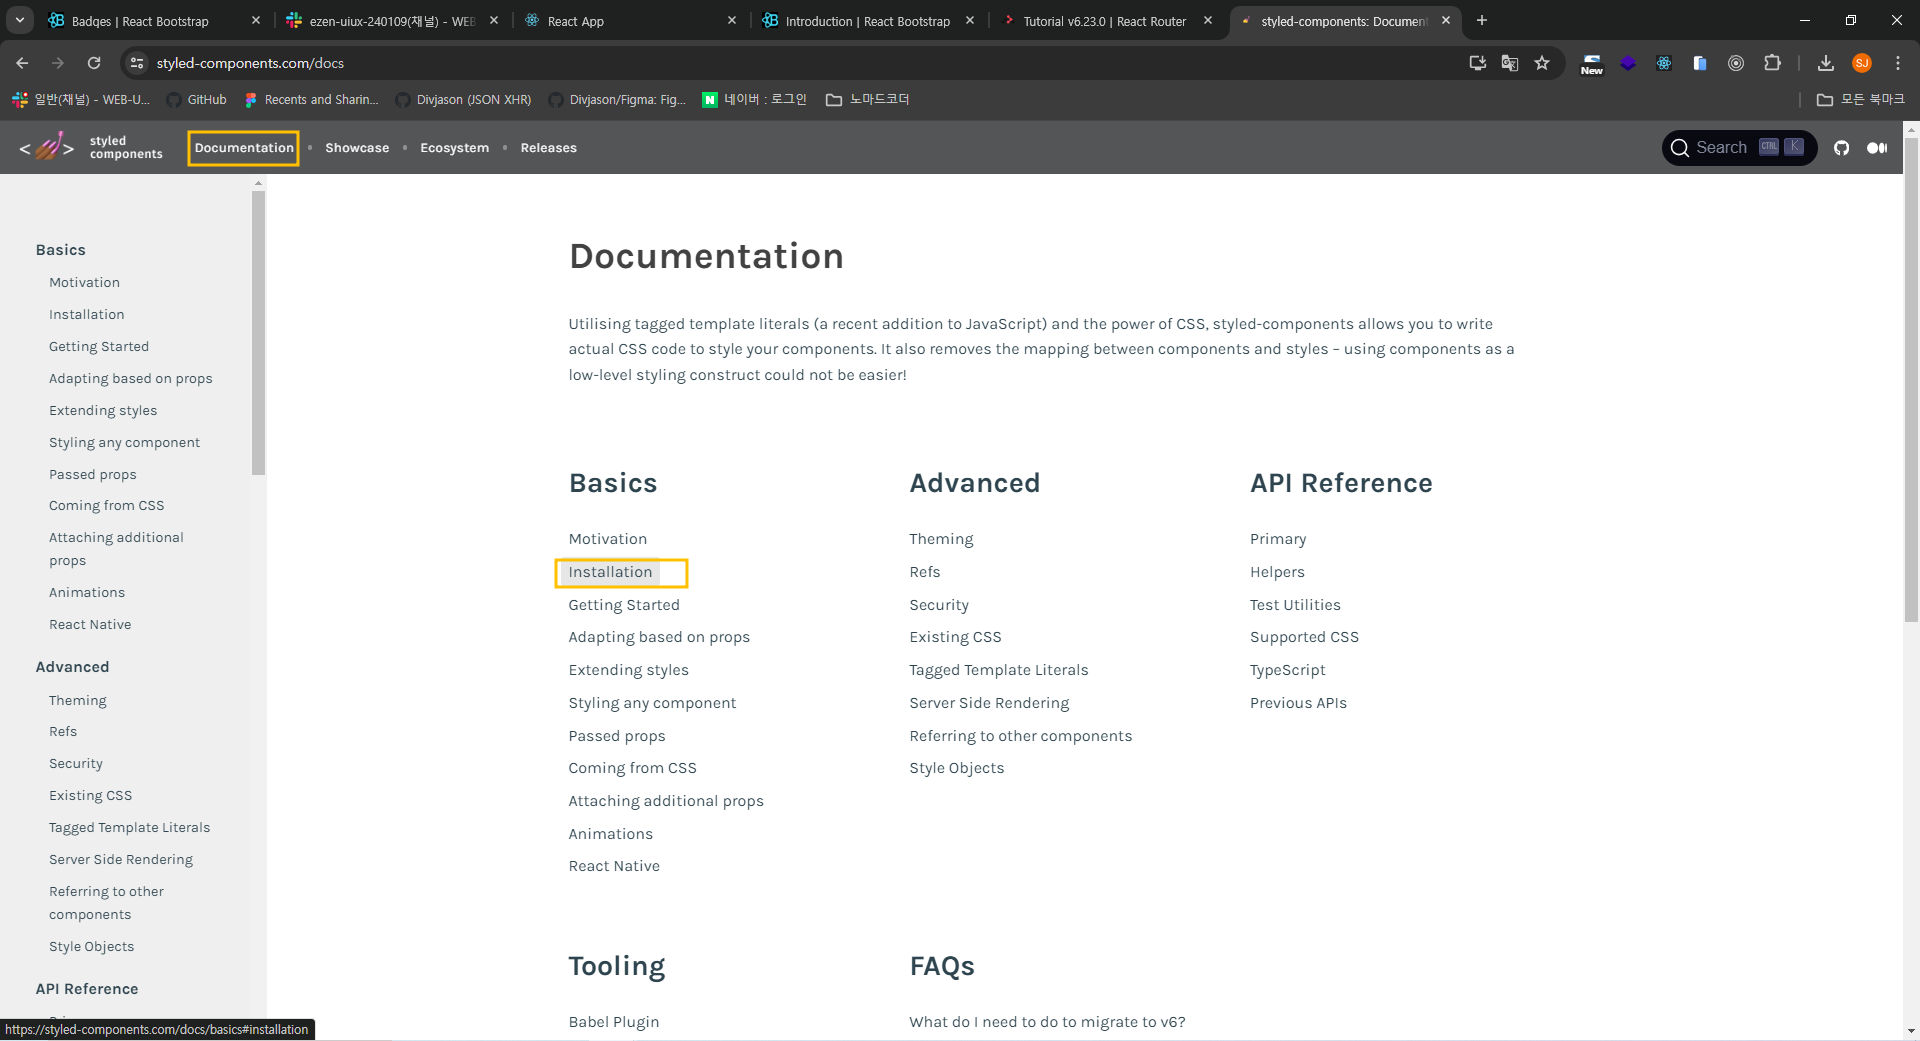 Badges | React Bootstrap
ezen-uiux-240109(채널) - WEB
React App
Introduction | React Bootstrap
Tutorial v6.23.0 | React Router
styled-components: Documen
styled-components.com/docs
New
SJ
일반(채널) - WEB-U...
GitHub
Recents and Sharin...
Divjason (JSON XHR)
Divjason/Figma: Fig...
N
네이버 : 로그인
노마드코더
모든 북마크
styled
components
Documentation
Showcase
Ecosystem
Releases
Search
CTRL
K
Basics
Motivation
Installation
Getting Started
Adapting based on props
Extending styles
Styling any component
Passed props
Coming from CSS
Attaching additional
props
Animations
React Native
Advanced
Theming
Refs
Security
Existing CSS
Tagged Template Literals
Server Side Rendering
Referring to other
components
Style Objects
API Reference
https://styled-components.com/docs/basics#installation
Documentation
Utilising tagged template literals (a recent addition to JavaScript) and the power of CSS, styled-components allows you to write
actual CSS code to style your components. It also removes the mapping between components and styles – using components as a
low-level styling construct could not be easier!
Basics
Motivation
Installation
Getting Started
Adapting based on props
Extending styles
Styling any component
Passed props
Coming from CSS
Attaching additional props
Animations
React Native
Advanced
Theming
Refs
Security
Existing CSS
Tagged Template Literals
Server Side Rendering
Referring to other components
Style Objects
API Reference
Primary
Helpers
Test Utilities
Supported CSS
TypeScript
Previous APIs
Tooling
Babel Plugin
FAQs
What do I need to do to migrate to v6?